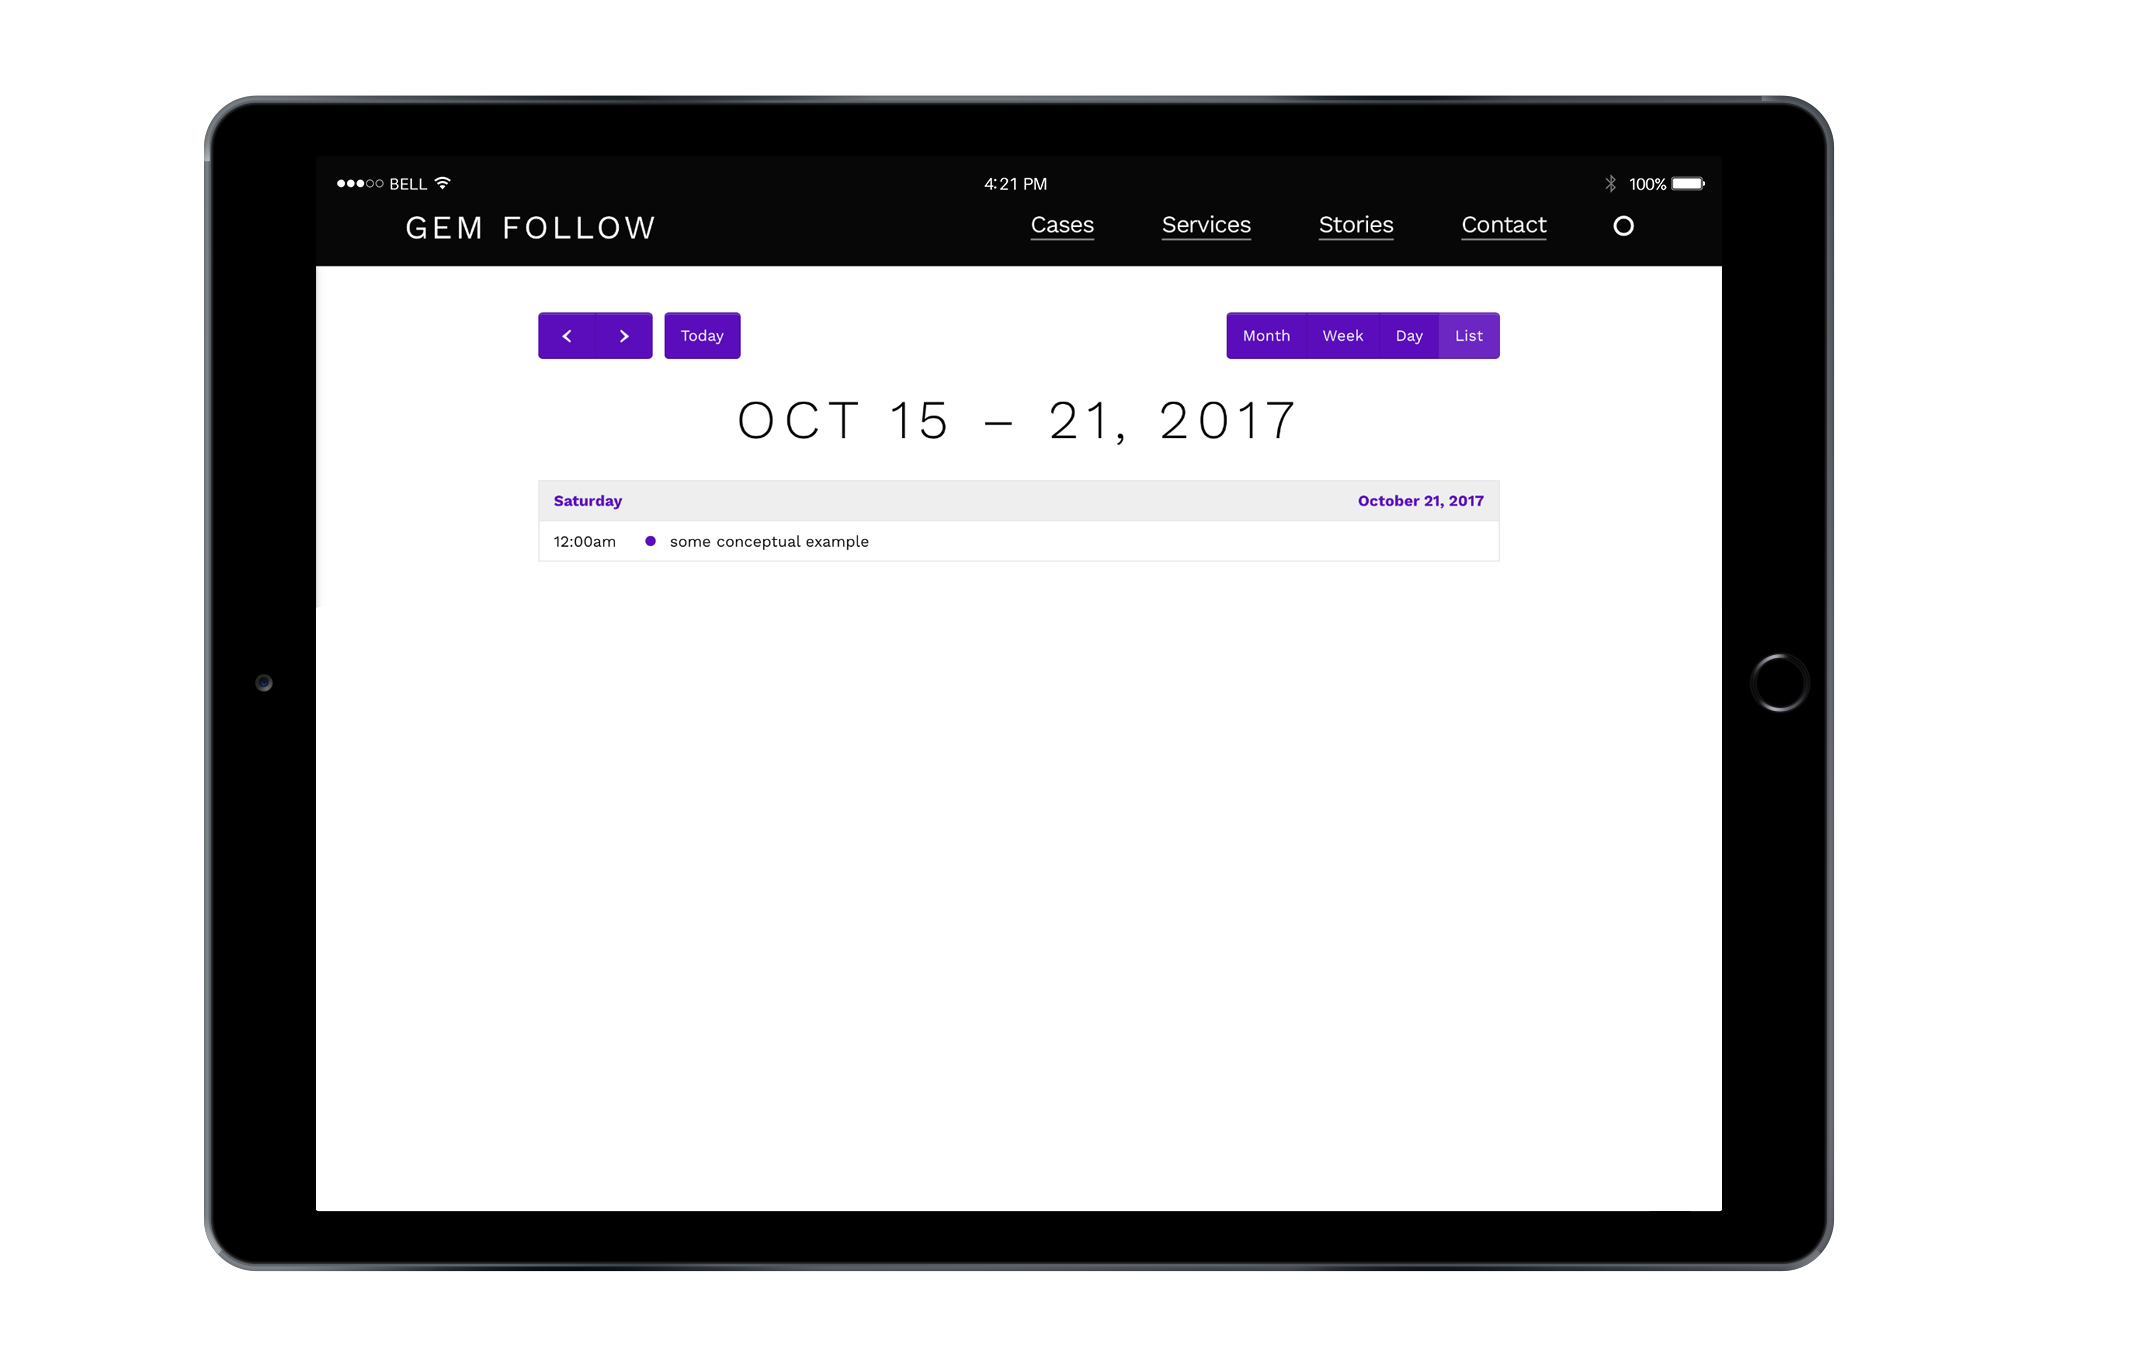 BELL 4:21 PM 100%
GEM FOLLOW Cases Services Stories Contact
Today Month Week Day List
OCT 15 – 21, 2017
Saturday October 21, 2017
12:00am some conceptual example